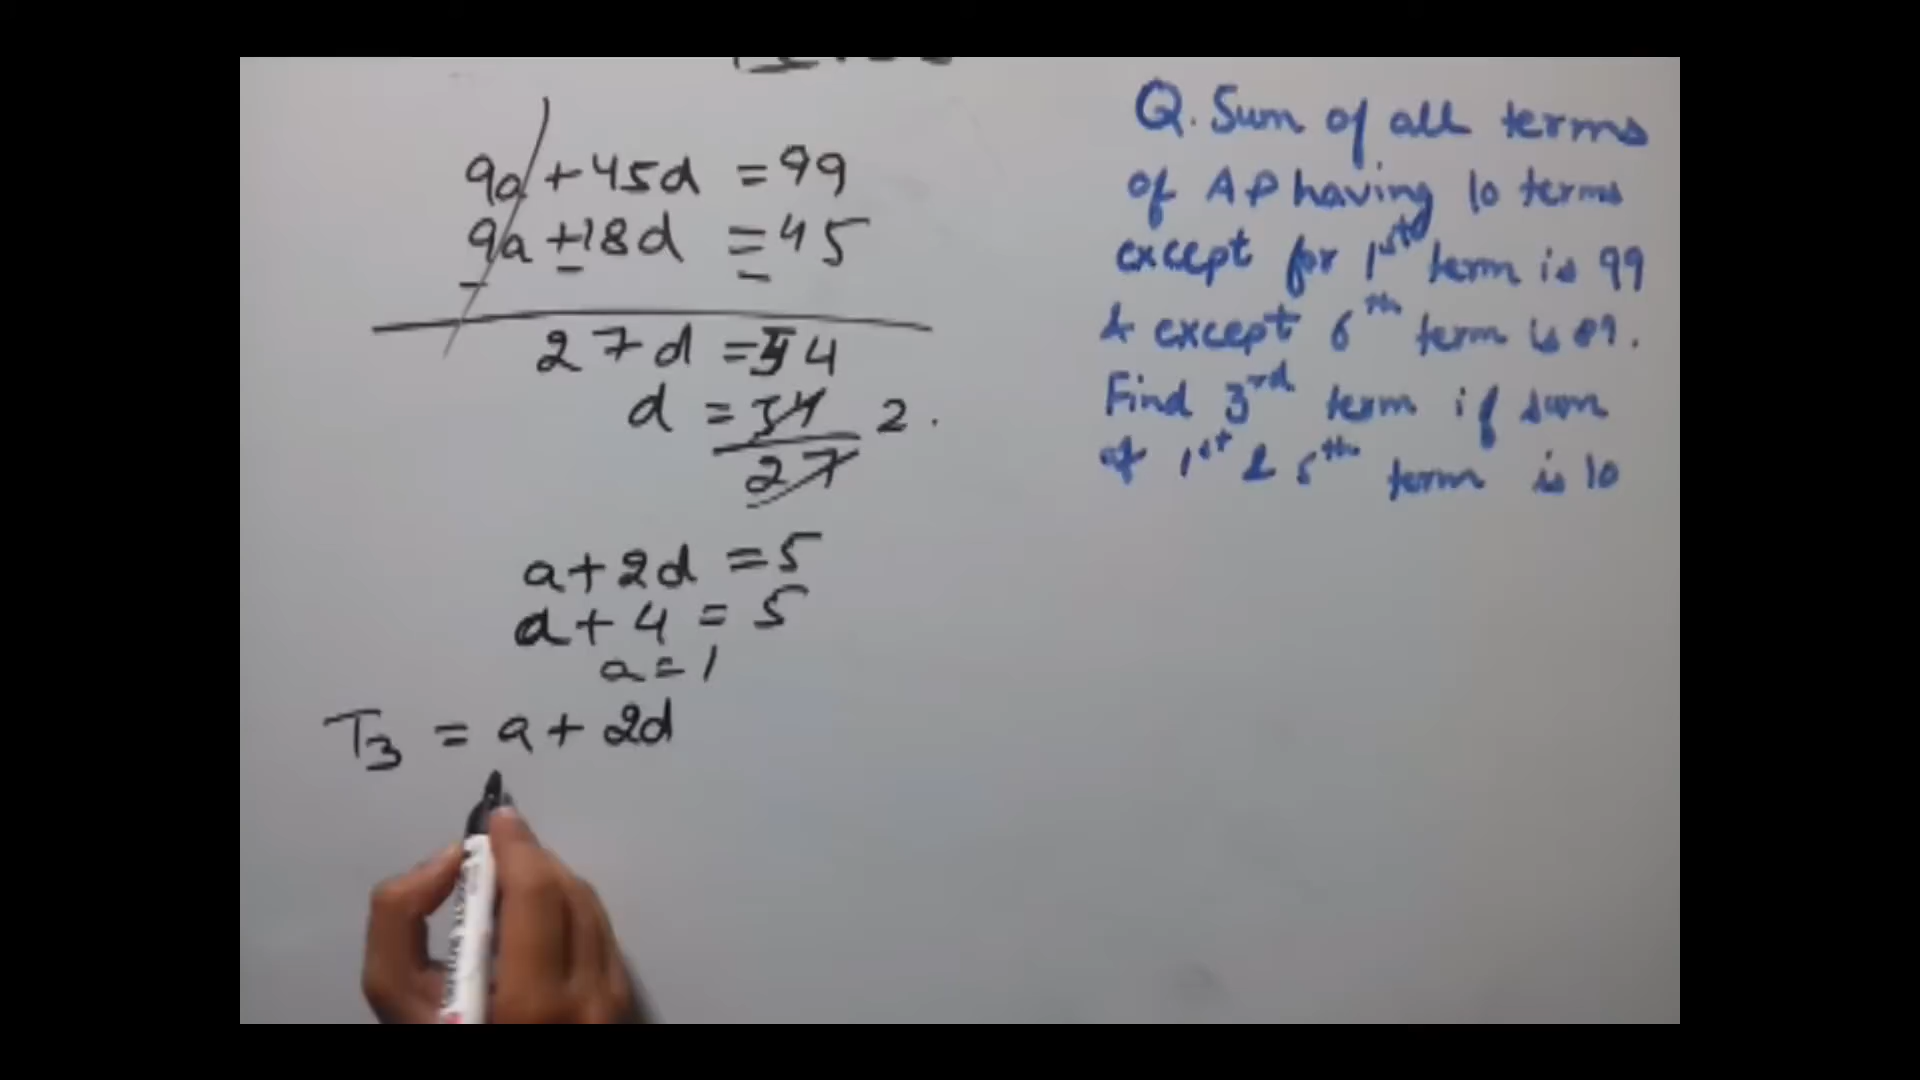 9a + 45d = 99
9a + 18d = 45
27d = 54
d = 54 2.
27
a + 2d = 5
a + 4 = 5
a = 1
T3 = a + 2d
Q. Sum of all terms
of AP having 10 terms
except for 1st term is 99
& except 6th term is 89.
Find 3rd term if sum
of 1st & 5th term is 10